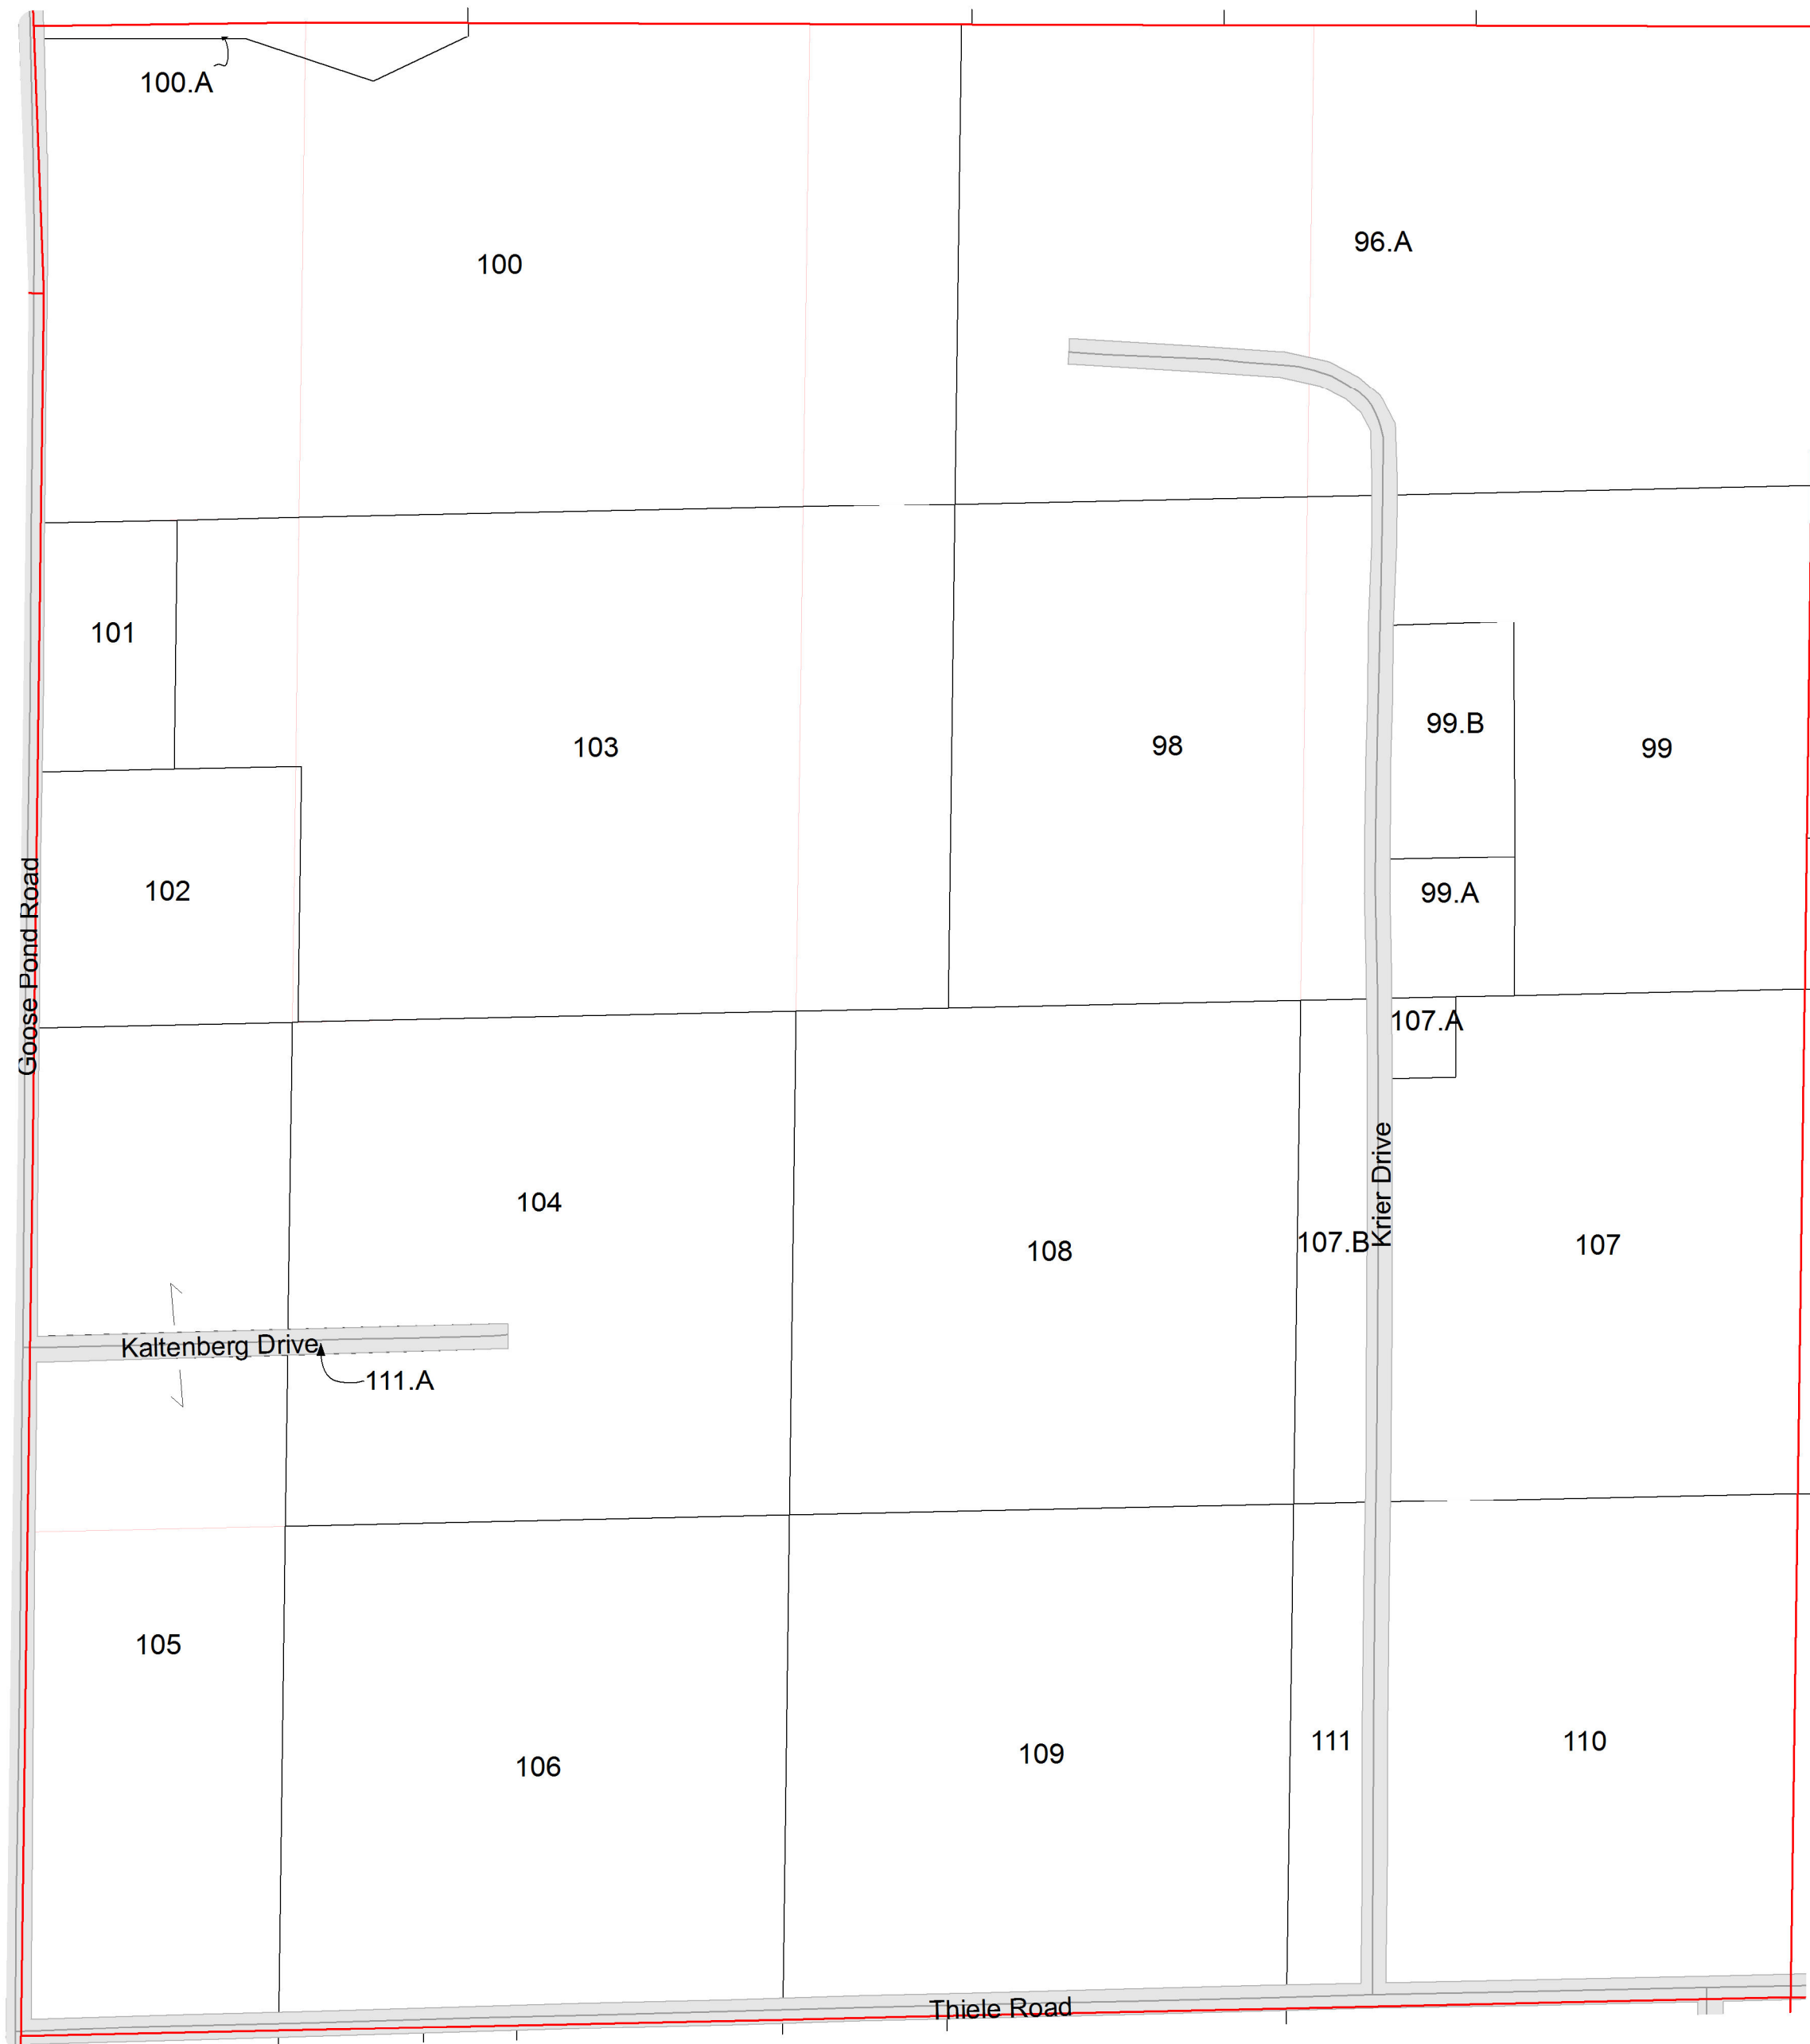 100.A
96.A
100
101
99.B
98
103
99
102
99.A
Goose Pond Road
107.A
104
Krier Drive
107.B
107
108
Kaltenberg Drive
111.A
105
111
110
109
106
Thiele Road